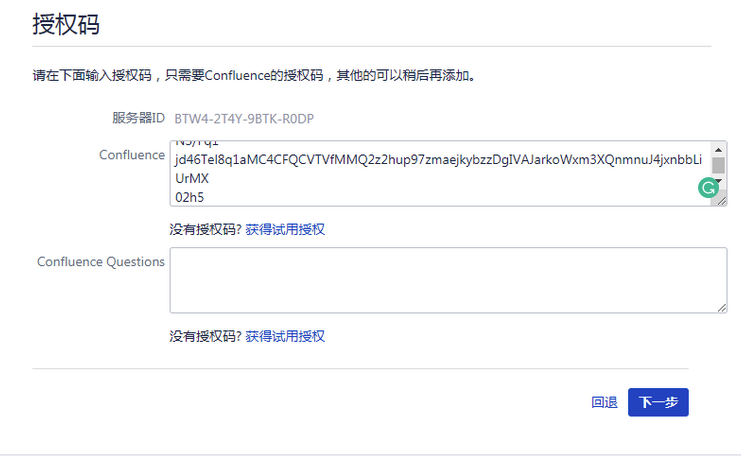 授权码
请在下面输入授权码，只需要Confluence的授权码，其他的可以稍后再添加。
服务器ID BTW4-2T4Y-9BTK-R0DP
Confluence
jd46TeI8q1aMC4CFQCVTVfMMQ2z2hup97zmaejkybzzDgIVAJarkoWxm3XQnmnuJ4jxnbbLi
UrMX
02h5
没有授权码? 获得试用授权
Confluence Questions
没有授权码? 获得试用授权
回退 下一步